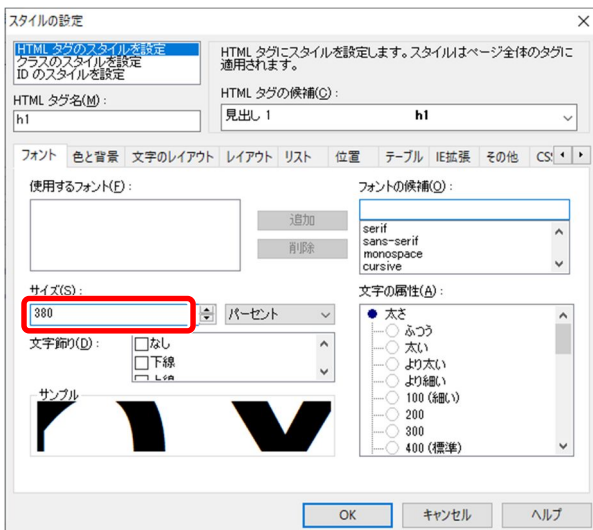 スタイルの設定
HTML タグのスタイルを設定
クラスのスタイルを設定
ID のスタイルを設定
HTML タグにスタイルを設定します。スタイルはページ全体のタグに
適用されます。
HTML タグ名(M):
h1
HTML タグの候補(C):
見出し 1 h1
フォント 色と背景 文字のレイアウト レイアウト リスト 位置 テーブル IE拡張 その他 CS
使用するフォント(F):
追加
削除
フォントの候補(O):
serif
sans-serif
monospace
cursive
サイズ(S):
380 パーセント
文字飾り(D):
なし
下線
上線
サンプル
文字の属性(A):
太さ
ふつう
太い
より太い
より細い
100 (細い)
200
300
400 (標準)
OK キャンセル ヘルプ